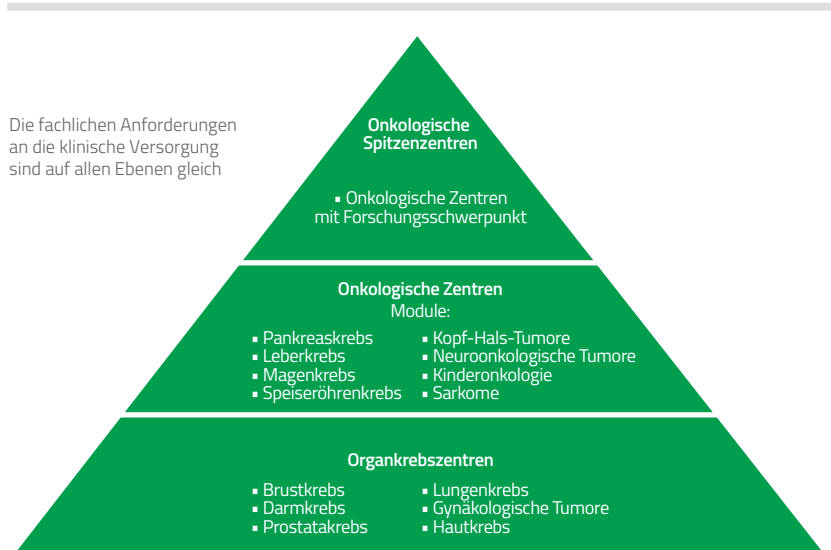 Die fachlichen Anforderungen
an die klinische Versorgung
sind auf allen Ebenen gleich
Onkologische
Spitzenzentren
▪ Onkologische Zentren
mit Forschungsschwerpunkt
Onkologische Zentren
Module:
▪ Pankreaskrebs
▪ Leberkrebs
▪ Magenkrebs
▪ Speiseröhrenkrebs
▪ Kopf-Hals-Tumore
▪ Neuroonkologische Tumore
▪ Kinderonkologie
▪ Sarkome
Organkrebszentren
▪ Brustkrebs
▪ Darmkrebs
▪ Prostatakrebs
▪ Lungenkrebs
▪ Gynäkologische Tumore
▪ Hautkrebs